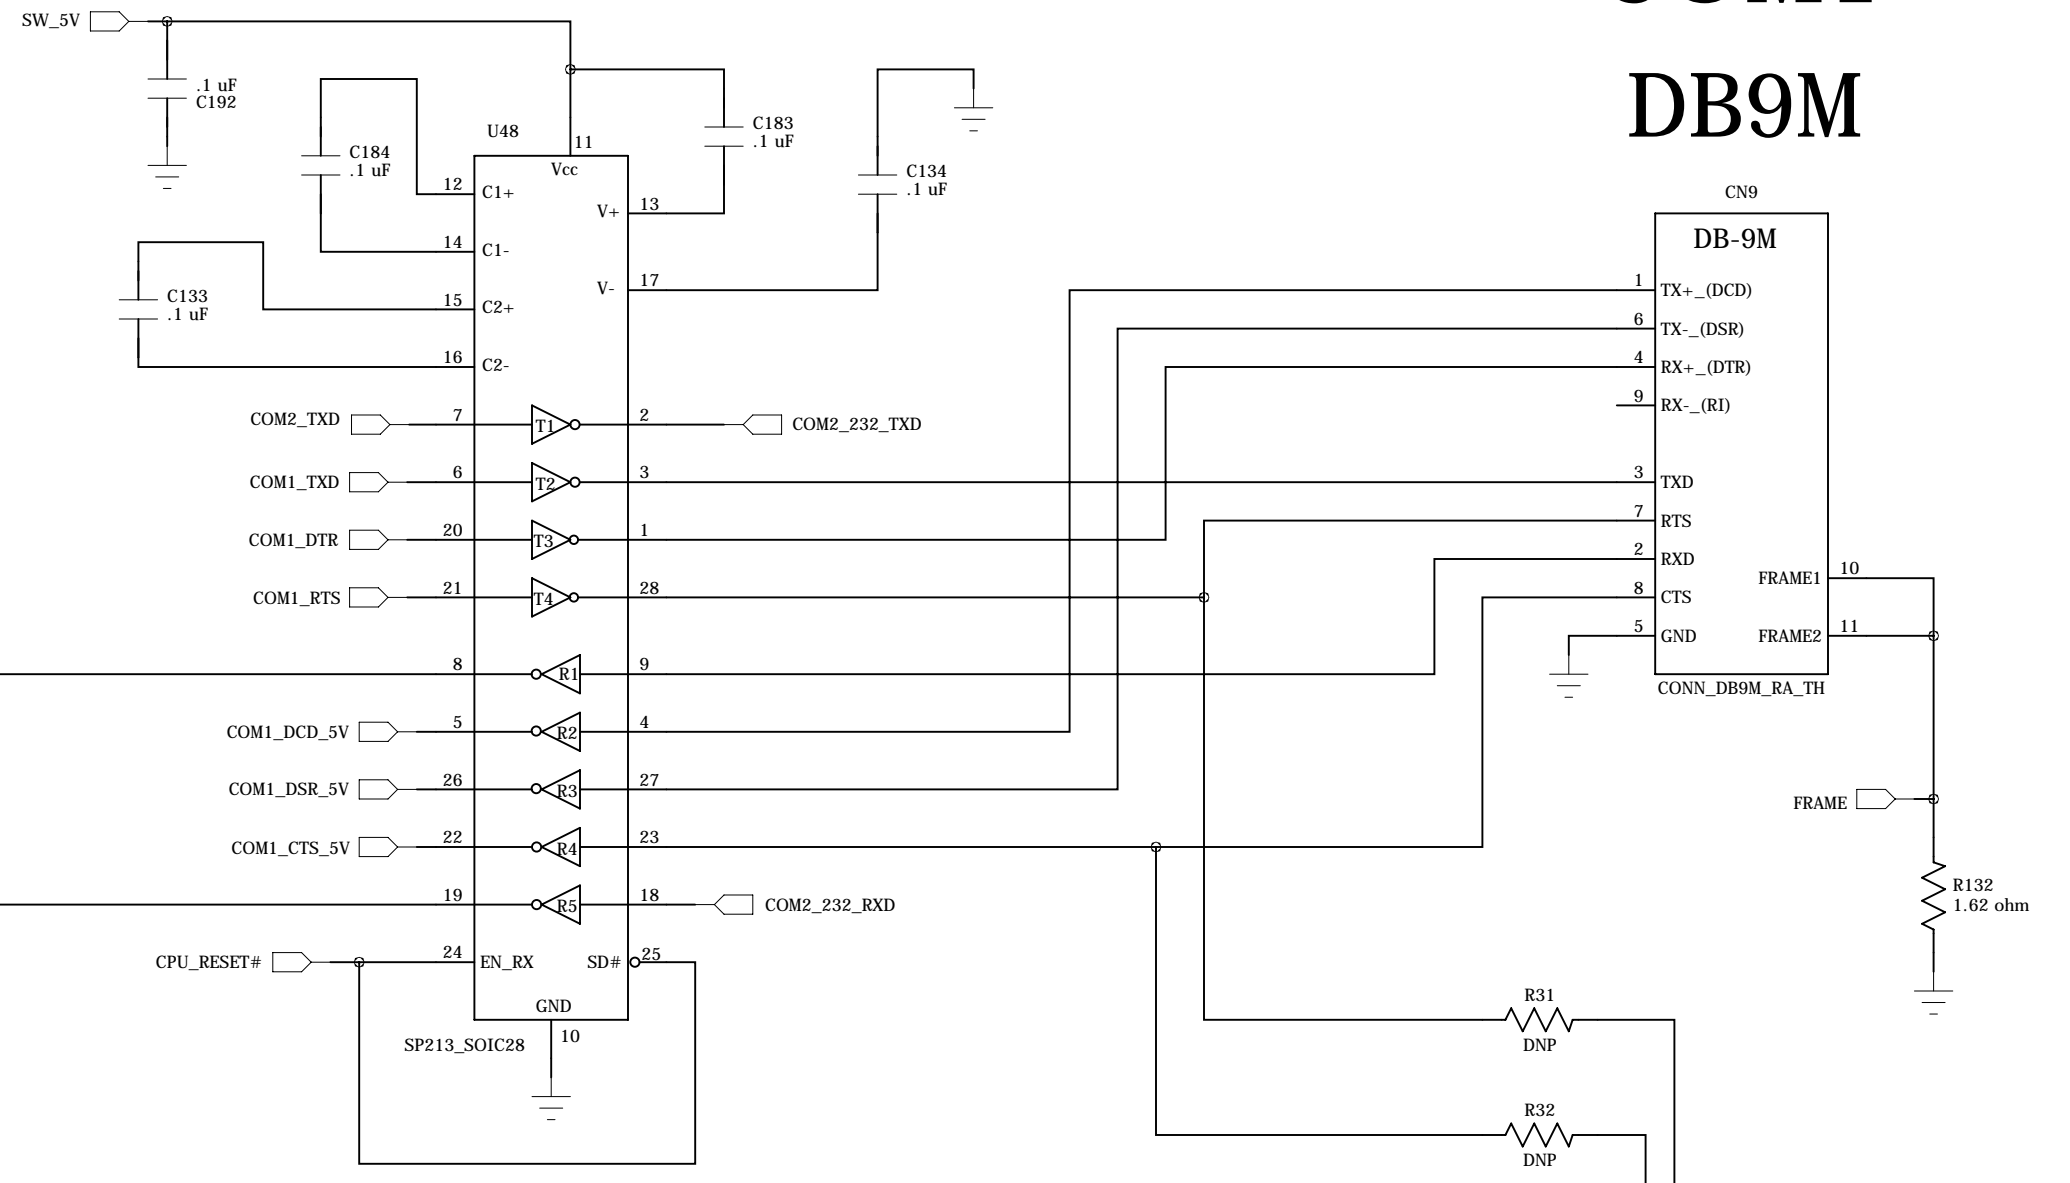 SW_5V
.1 uF
C192
DB9M
U48
C184
.1 uF
C183
.1 uF
C134
.1 uF
C133
.1 uF
11
Vcc
12
C1+
V+
13
14
C1-
V-
17
15
C2+
16
C2-
COM2_TXD
7
T1
2
COM2_232_TXD
COM1_TXD
6
T2
3
COM1_DTR
20
T3
1
COM1_RTS
21
T4
28
8
R1
9
COM1_DCD_5V
5
R2
4
COM1_DSR_5V
26
R3
27
COM1_CTS_5V
22
R4
23
19
R5
18
COM2_232_RXD
CPU_RESET#
24
EN_RX
SD#
25
GND
10
SP213_SOIC28
CN9
DB-9M
1
TX+_(DCD)
6
TX-_(DSR)
4
RX+_(DTR)
9
RX-_(RI)
3
TXD
7
RTS
2
RXD
8
CTS
5
GND
FRAME1
10
FRAME2
11
CONN_DB9M_RA_TH
FRAME
R132
1.62 ohm
R31
DNP
R32
DNP